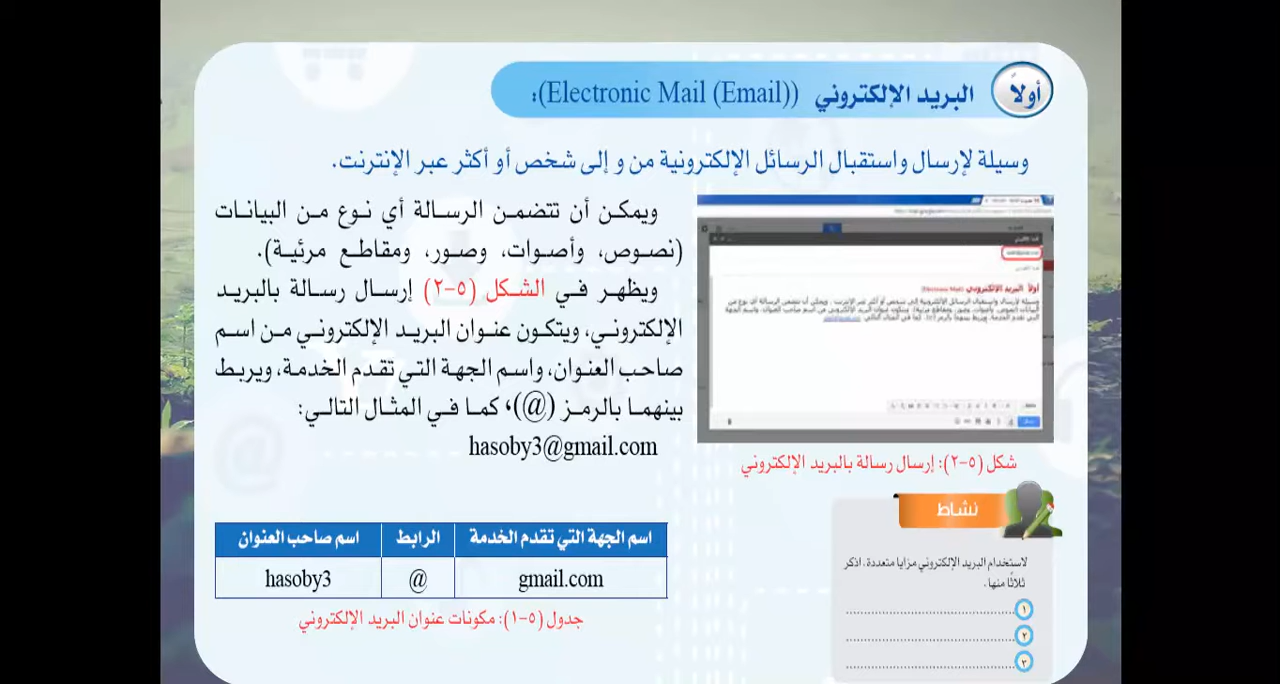 أولاً
البريد الإلكتروني (Electronic Mail (Email)):
وسيلة لإرسال واستقبال الرسائل الإلكترونية من و إلى شخص أو أكثر عبر الإنترنت.
ويمكن أن تتضمن الرسالة أي نوع من البيانات
(نصوص، وأصوات، وصور، ومقاطع مرئية).
ويظهر في الشكل (٥-٢) إرسال رسالة بالبريد
الإلكتروني، ويتكون عنوان البريد الإلكتروني من اسم
صاحب العنوان، واسم الجهة التي تقدم الخدمة، ويربط
بينهما بالرمز (@)، كما في المثال التالي:
hasoby3@gmail.com
أولاً البريد الإلكتروني (Electronic Mail)
شكل (٥-٢): إرسال رسالة بالبريد الإلكتروني
اسم الجهة التي تقدم الخدمة الرابط اسم صاحب العنوان
gmail.com @ hasoby3
جدول (٥-١): مكونات عنوان البريد الإلكتروني
نشاط
لاستخدام البريد الإلكتروني مزايا متعددة. اذكر
ثلاثًا منها.
١ ......................................
٢ ......................................
٣ ......................................